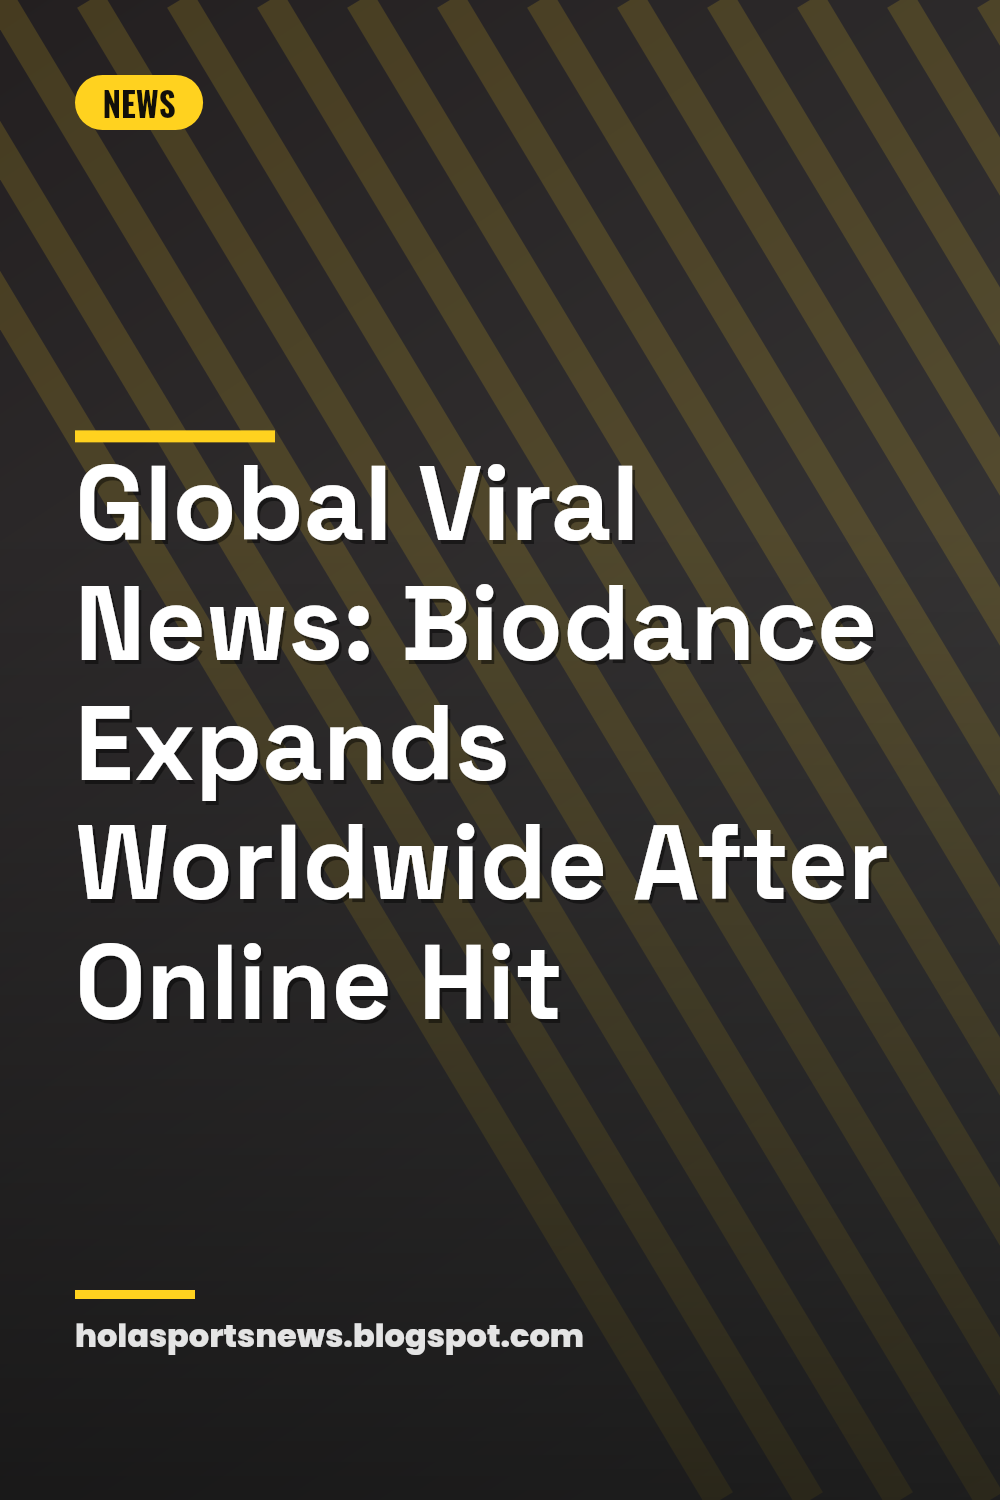 NEWS
Global Viral
News: Biodance
Expands
Worldwide After
Online Hit
holasportsnews.blogspot.com